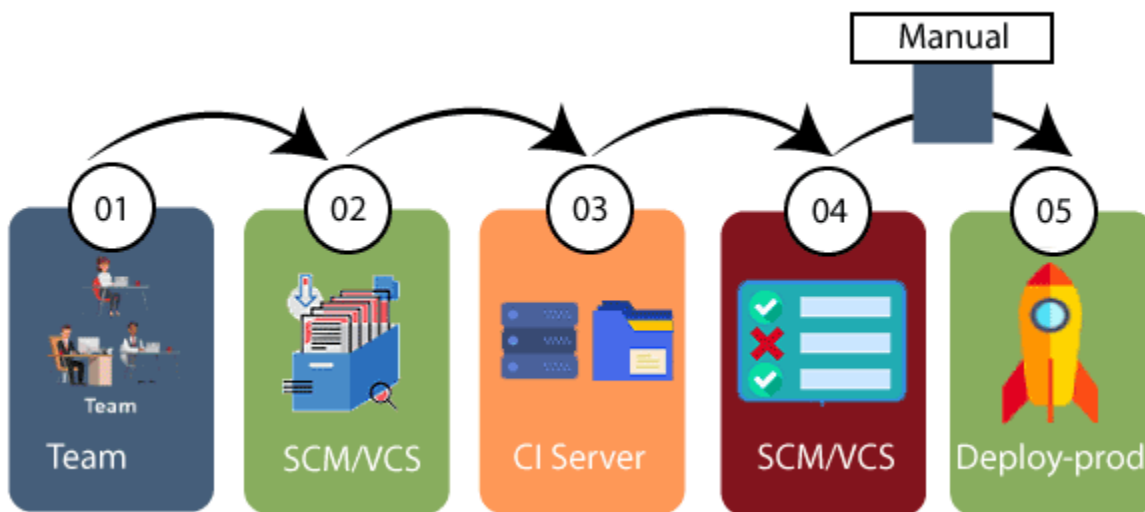 Manual
01
02
03
04
05
Team
Team
SCM/VCS
CI Server
SCM/VCS
Deploy-prod